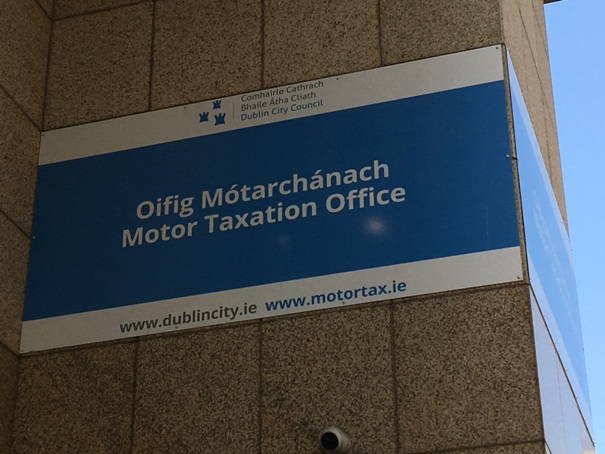 Comhairle Cathrach
Bhaile Átha Cliath
Dublin City Council
Oifig Mótarchánach
Motor Taxation Office
www.dublincity.ie www.motortax.ie